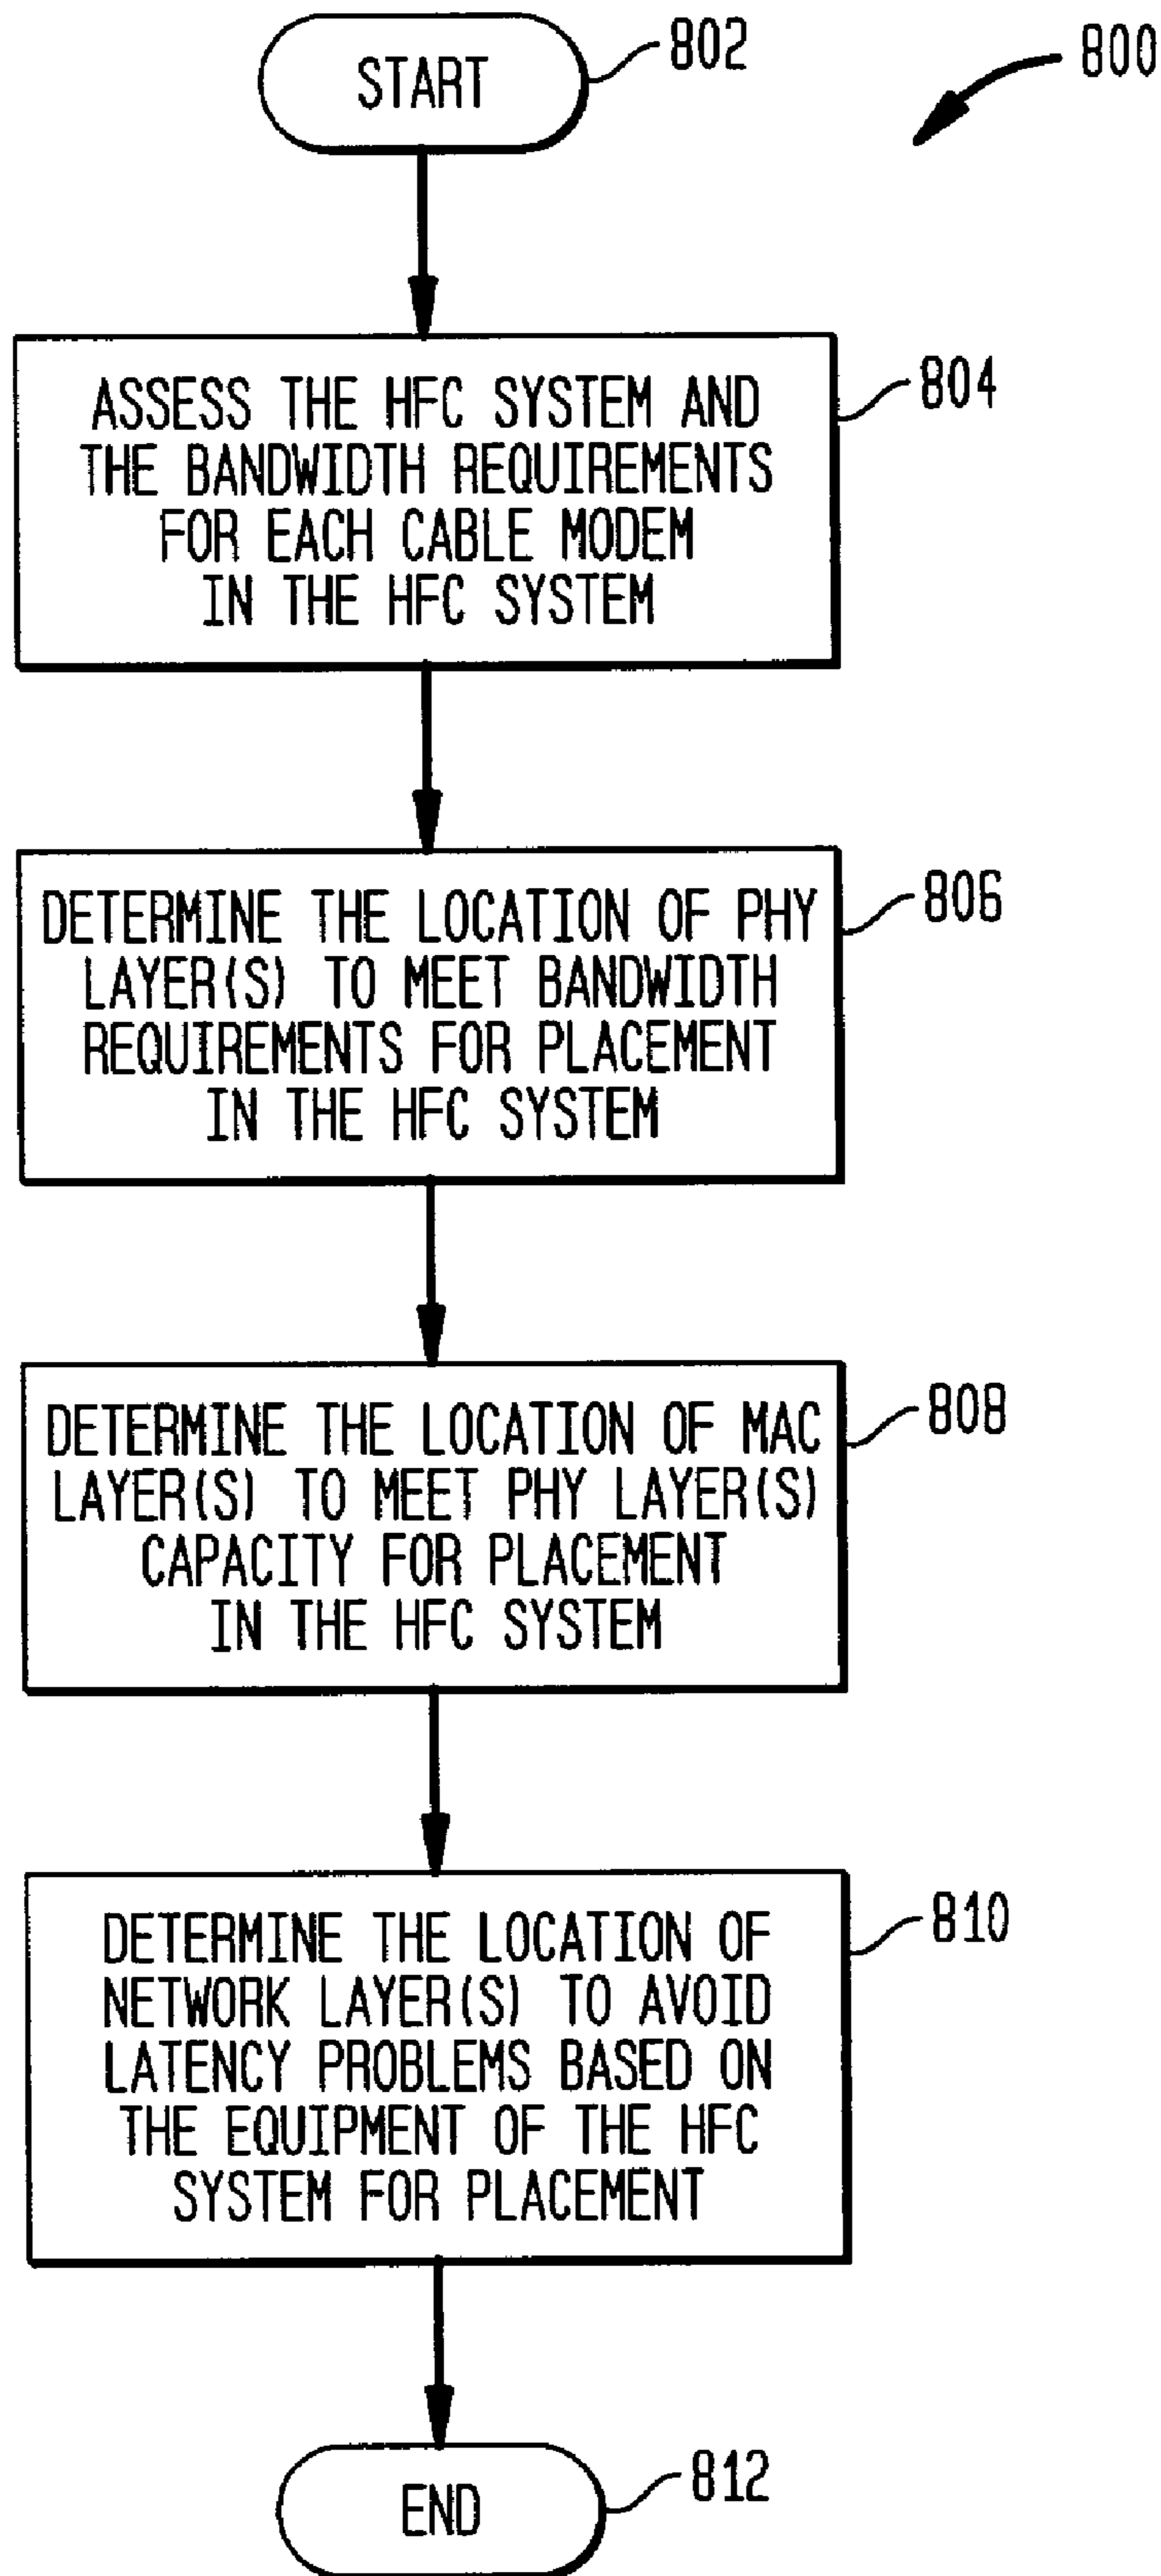 START
802
800
ASSESS THE HFC SYSTEM AND
THE BANDWIDTH REQUIREMENTS
FOR EACH CABLE MODEM
IN THE HFC SYSTEM
804
DETERMINE THE LOCATION OF PHY
LAYER(S) TO MEET BANDWIDTH
REQUIREMENTS FOR PLACEMENT
IN THE HFC SYSTEM
806
DETERMINE THE LOCATION OF MAC
LAYER(S) TO MEET PHY LAYER(S)
CAPACITY FOR PLACEMENT
IN THE HFC SYSTEM
808
DETERMINE THE LOCATION OF
NETWORK LAYER(S) TO AVOID
LATENCY PROBLEMS BASED ON
THE EQUIPMENT OF THE HFC
SYSTEM FOR PLACEMENT
810
END
812